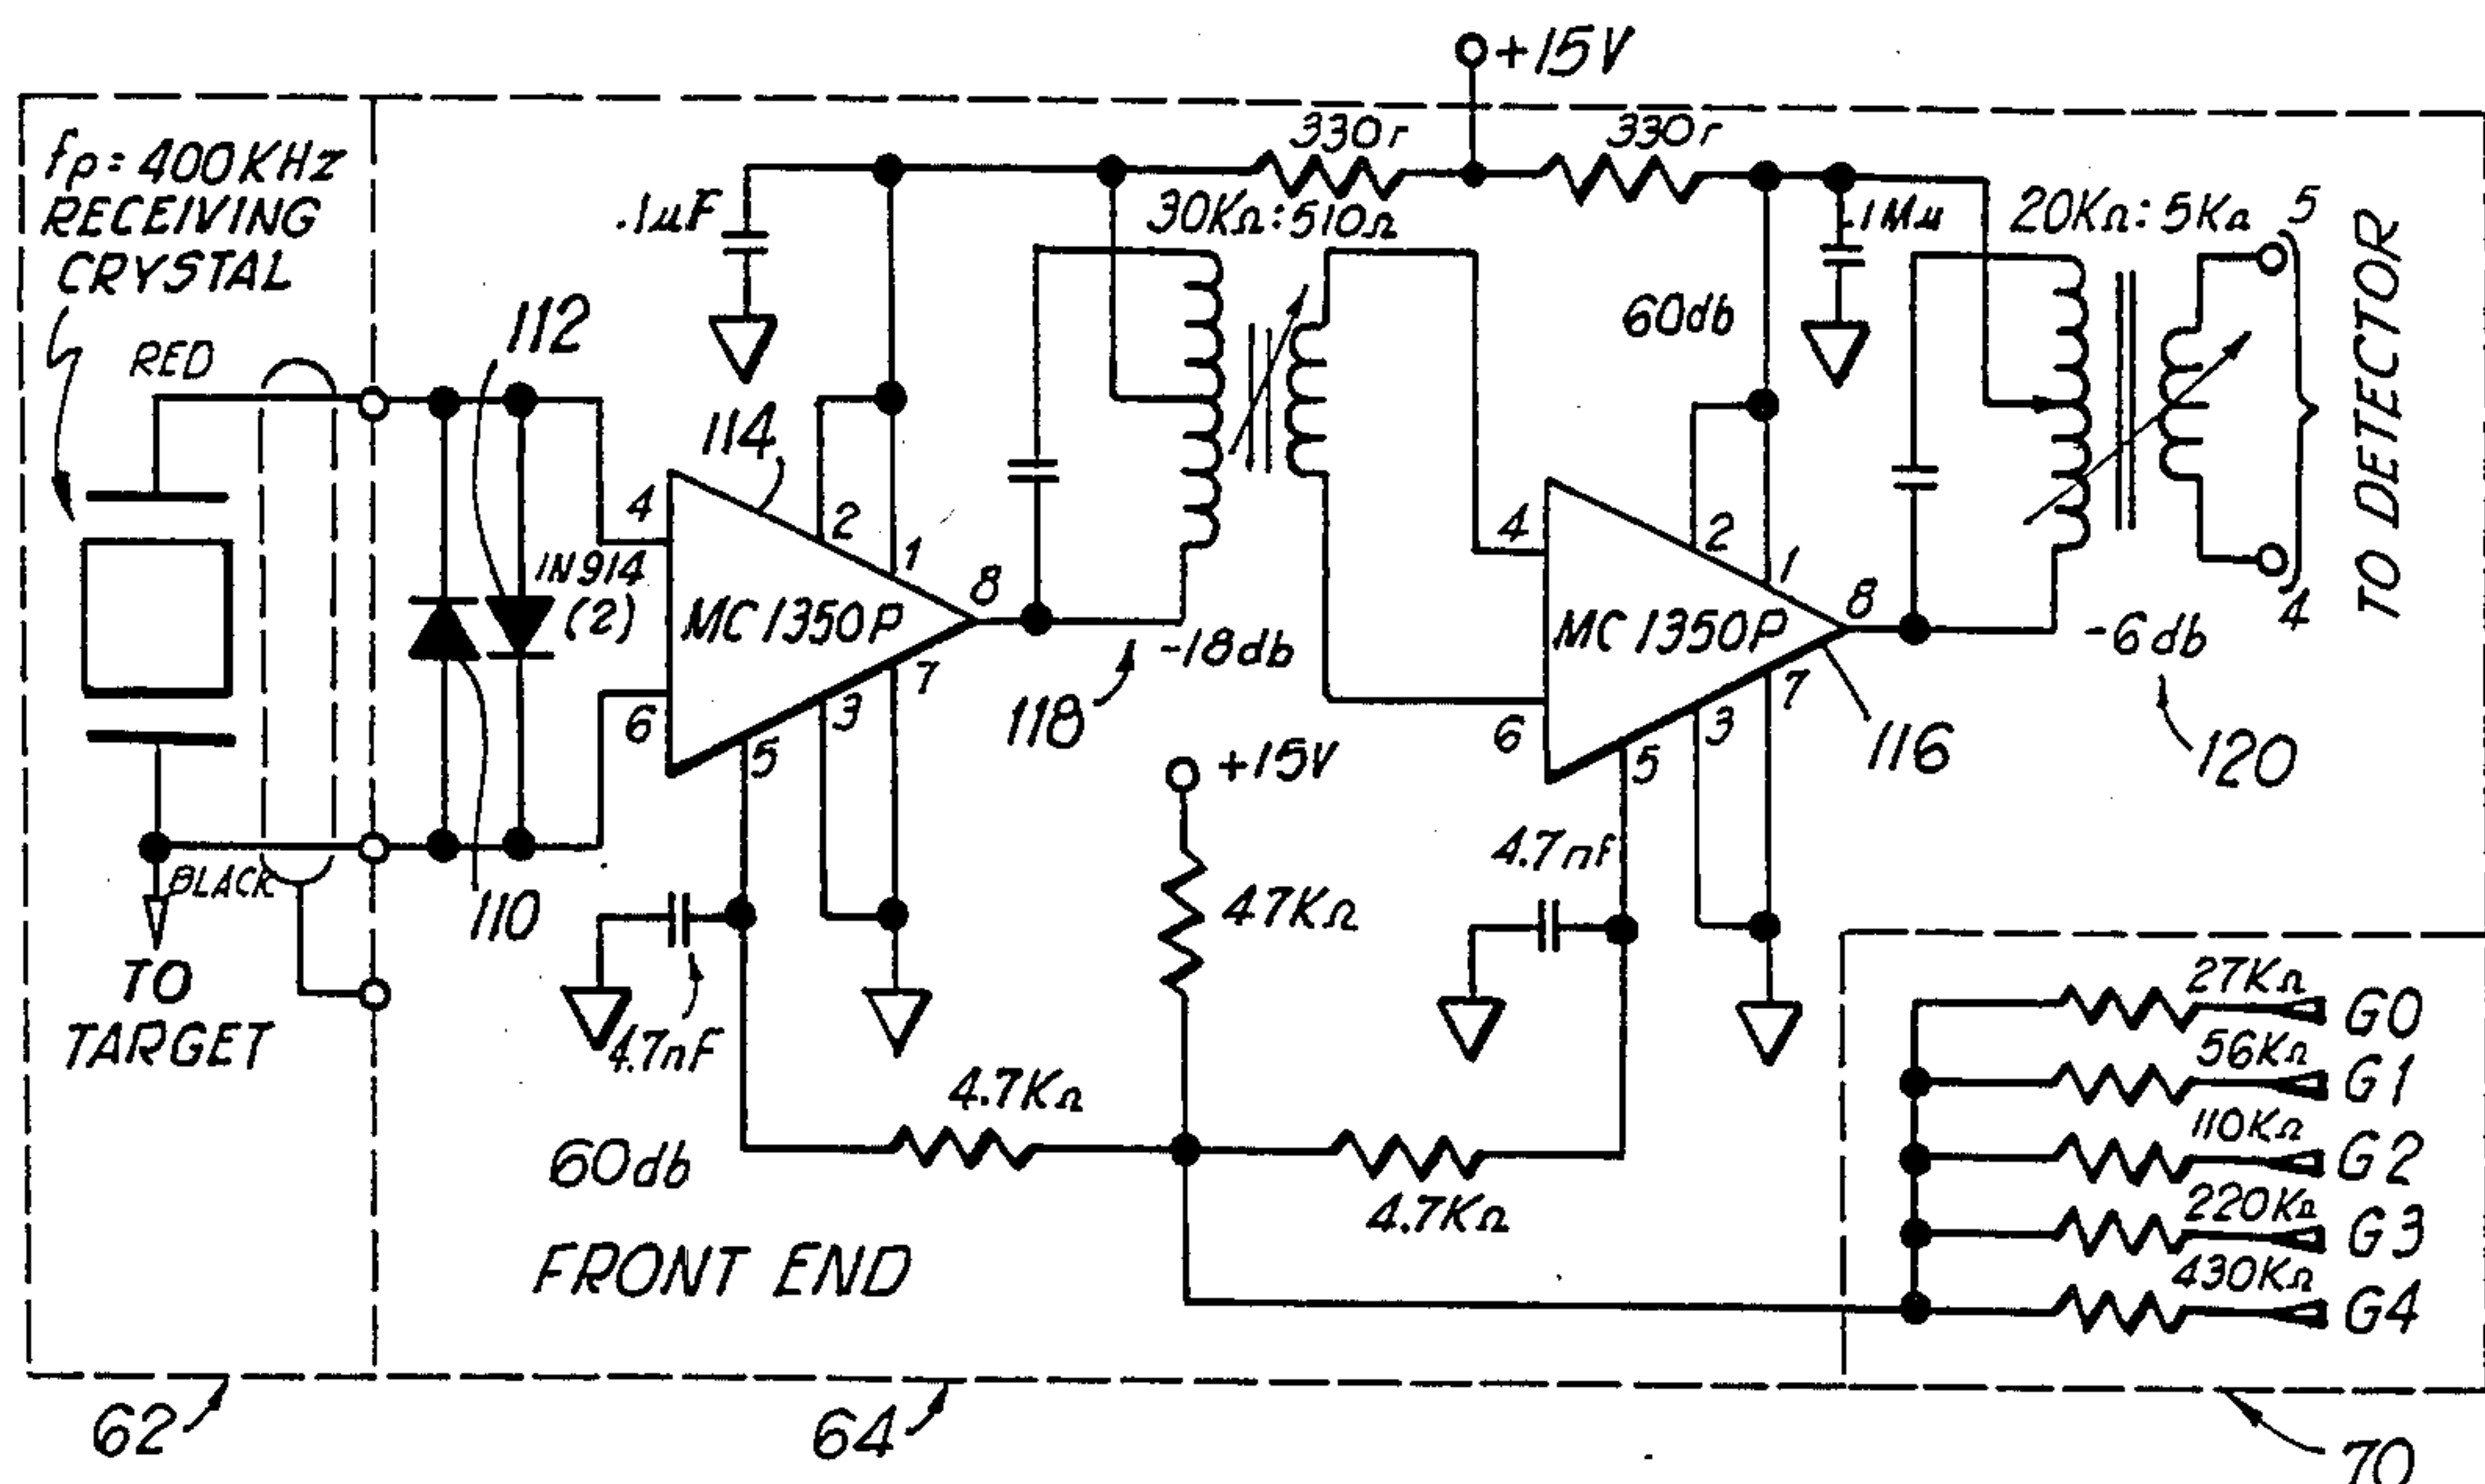 +15V
fp=400KHz
RECEIVING
CRYSTAL
330r
330r
.1µF
30KΩ:510Ω
.1Mµ
20KΩ:5KΩ
5
TO DETECTOR
4
RED
112
60db
114
4
2
1
8
1N914
(2)
MC1350P
6
5
3
7
-18db
118
4
2
1
8
MC1350P
6
5
3
7
-6db
116
120
BLACK
110
TO
TARGET
+15V
47KΩ
4.7nf
4.7nF
27KΩ
G0
56KΩ
G1
110KΩ
G2
220KΩ
G3
430KΩ
G4
4.7KΩ
4.7KΩ
60db
FRONT END
62
64
70